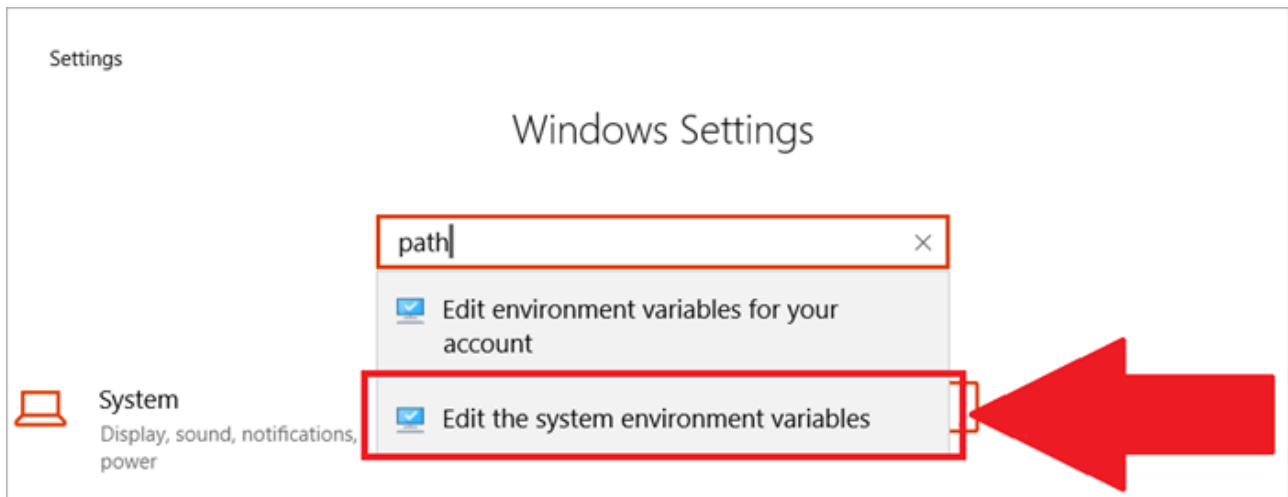 Settings
Windows Settings
path
Edit environment variables for your
account
Edit the system environment variables
System
Display, sound, notifications,
power